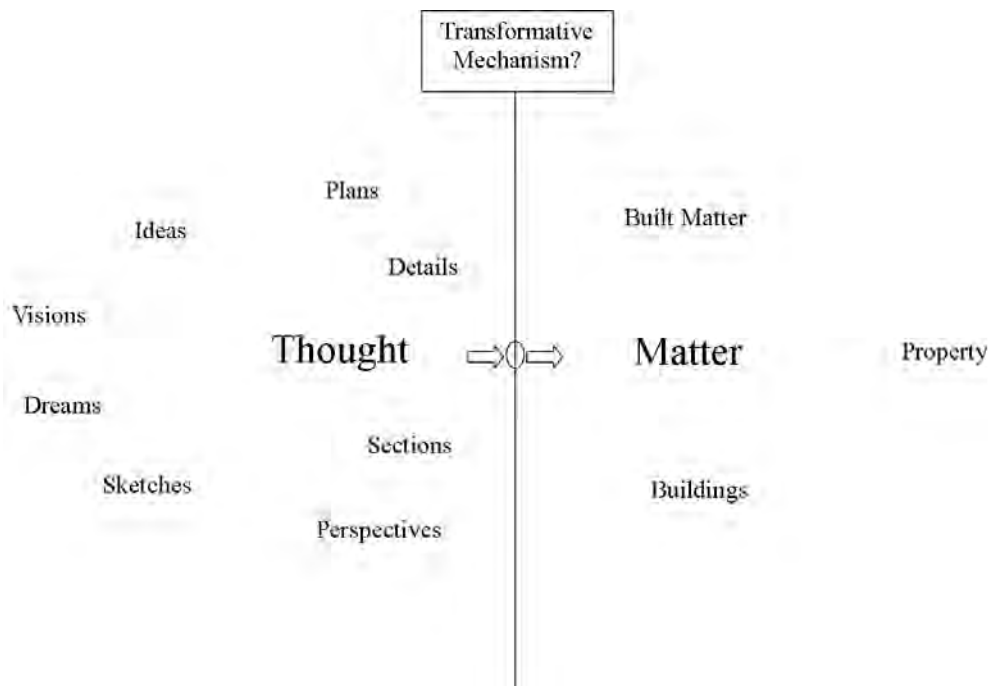 Transformative
Mechanism?
Plans
Built Matter
Ideas
Details
Visions
Thought
Matter
Property
Dreams
Sections
Sketches
Buildings
Perspectives